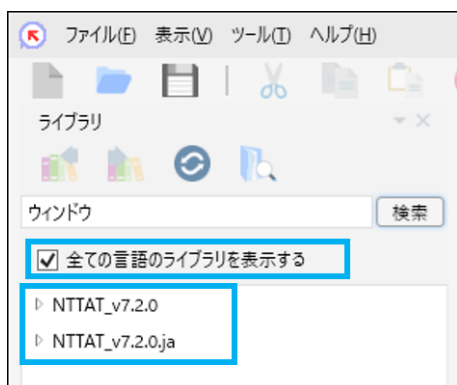 ファイル(F) 表示(V) ツール(T) ヘルプ(H)
ライブラリ
ウィンドウ 検索
全ての言語のライブラリを表示する
NTTAT_v7.2.0
NTTAT_v7.2.0.ja